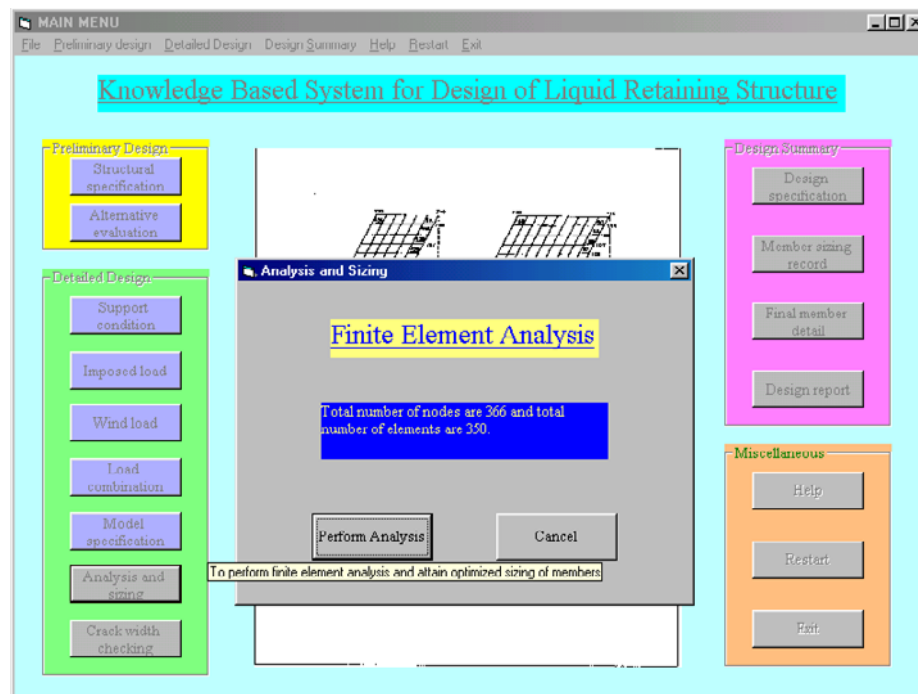 MAIN MENU
File Preliminary design Detailed Design Design Summary Help Restart Exit
Knowledge Based System for Design of Liquid Retaining Structure
Preliminary Design
Structural
specification
Alternative
evaluation
Detailed Design
Support
condition
Imposed load
Wind load
Load
combination
Model
specification
Analysis and
sizing
Crack width
checking
Analysis and Sizing
Finite Element Analysis
Total number of nodes are 366 and total
number of elements are 350.
Perform Analysis
Cancel
To perform finite element analysis and attain optimized sizing of members
Design Summary
Design
specification
Member sizing
record
Final member
detail
Design report
Miscellaneous
Help
Restart
Exit